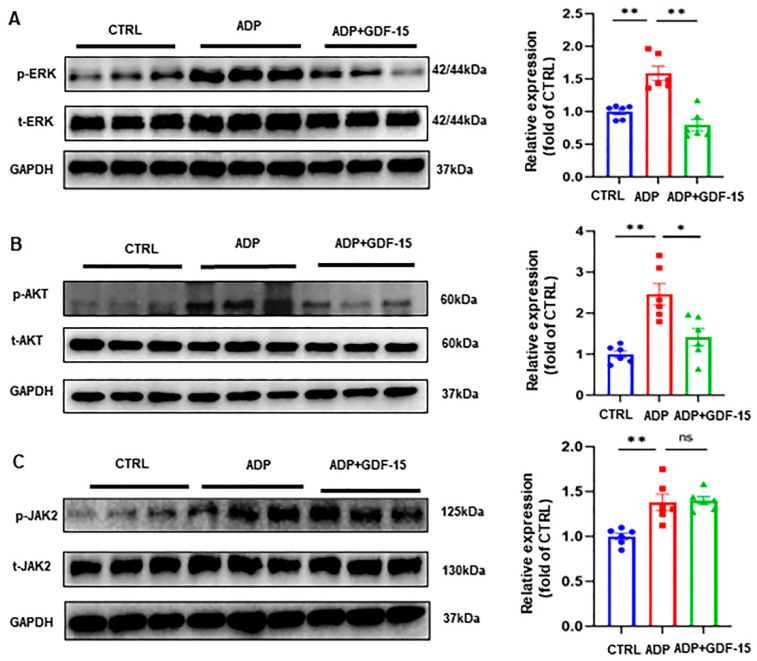 A
CTRL
ADP
ADP+GDF-15
p-ERK
42/44kDa
t-ERK
42/44kDa
GAPDH
37kDa
Relative expression
(fold of CTRL)
2.5
2.0
1.5
1.0
0.5
0.0
**
**
CTRL
ADP
ADP+GDF-15
B
CTRL
ADP
ADP+GDF-15
p-AKT
60kDa
t-AKT
60kDa
GAPDH
37kDa
Relative expression
(fold of CTRL)
4
3
2
1
0
**
*
CTRL
ADP
ADP+GDF-15
C
CTRL
ADP
ADP+GDF-15
p-JAK2
125kDa
t-JAK2
130kDa
GAPDH
37kDa
Relative expression
(fold of CTRL)
2.0
1.5
1.0
0.5
0.0
**
ns
CTRL
ADP
ADP+GDF-15